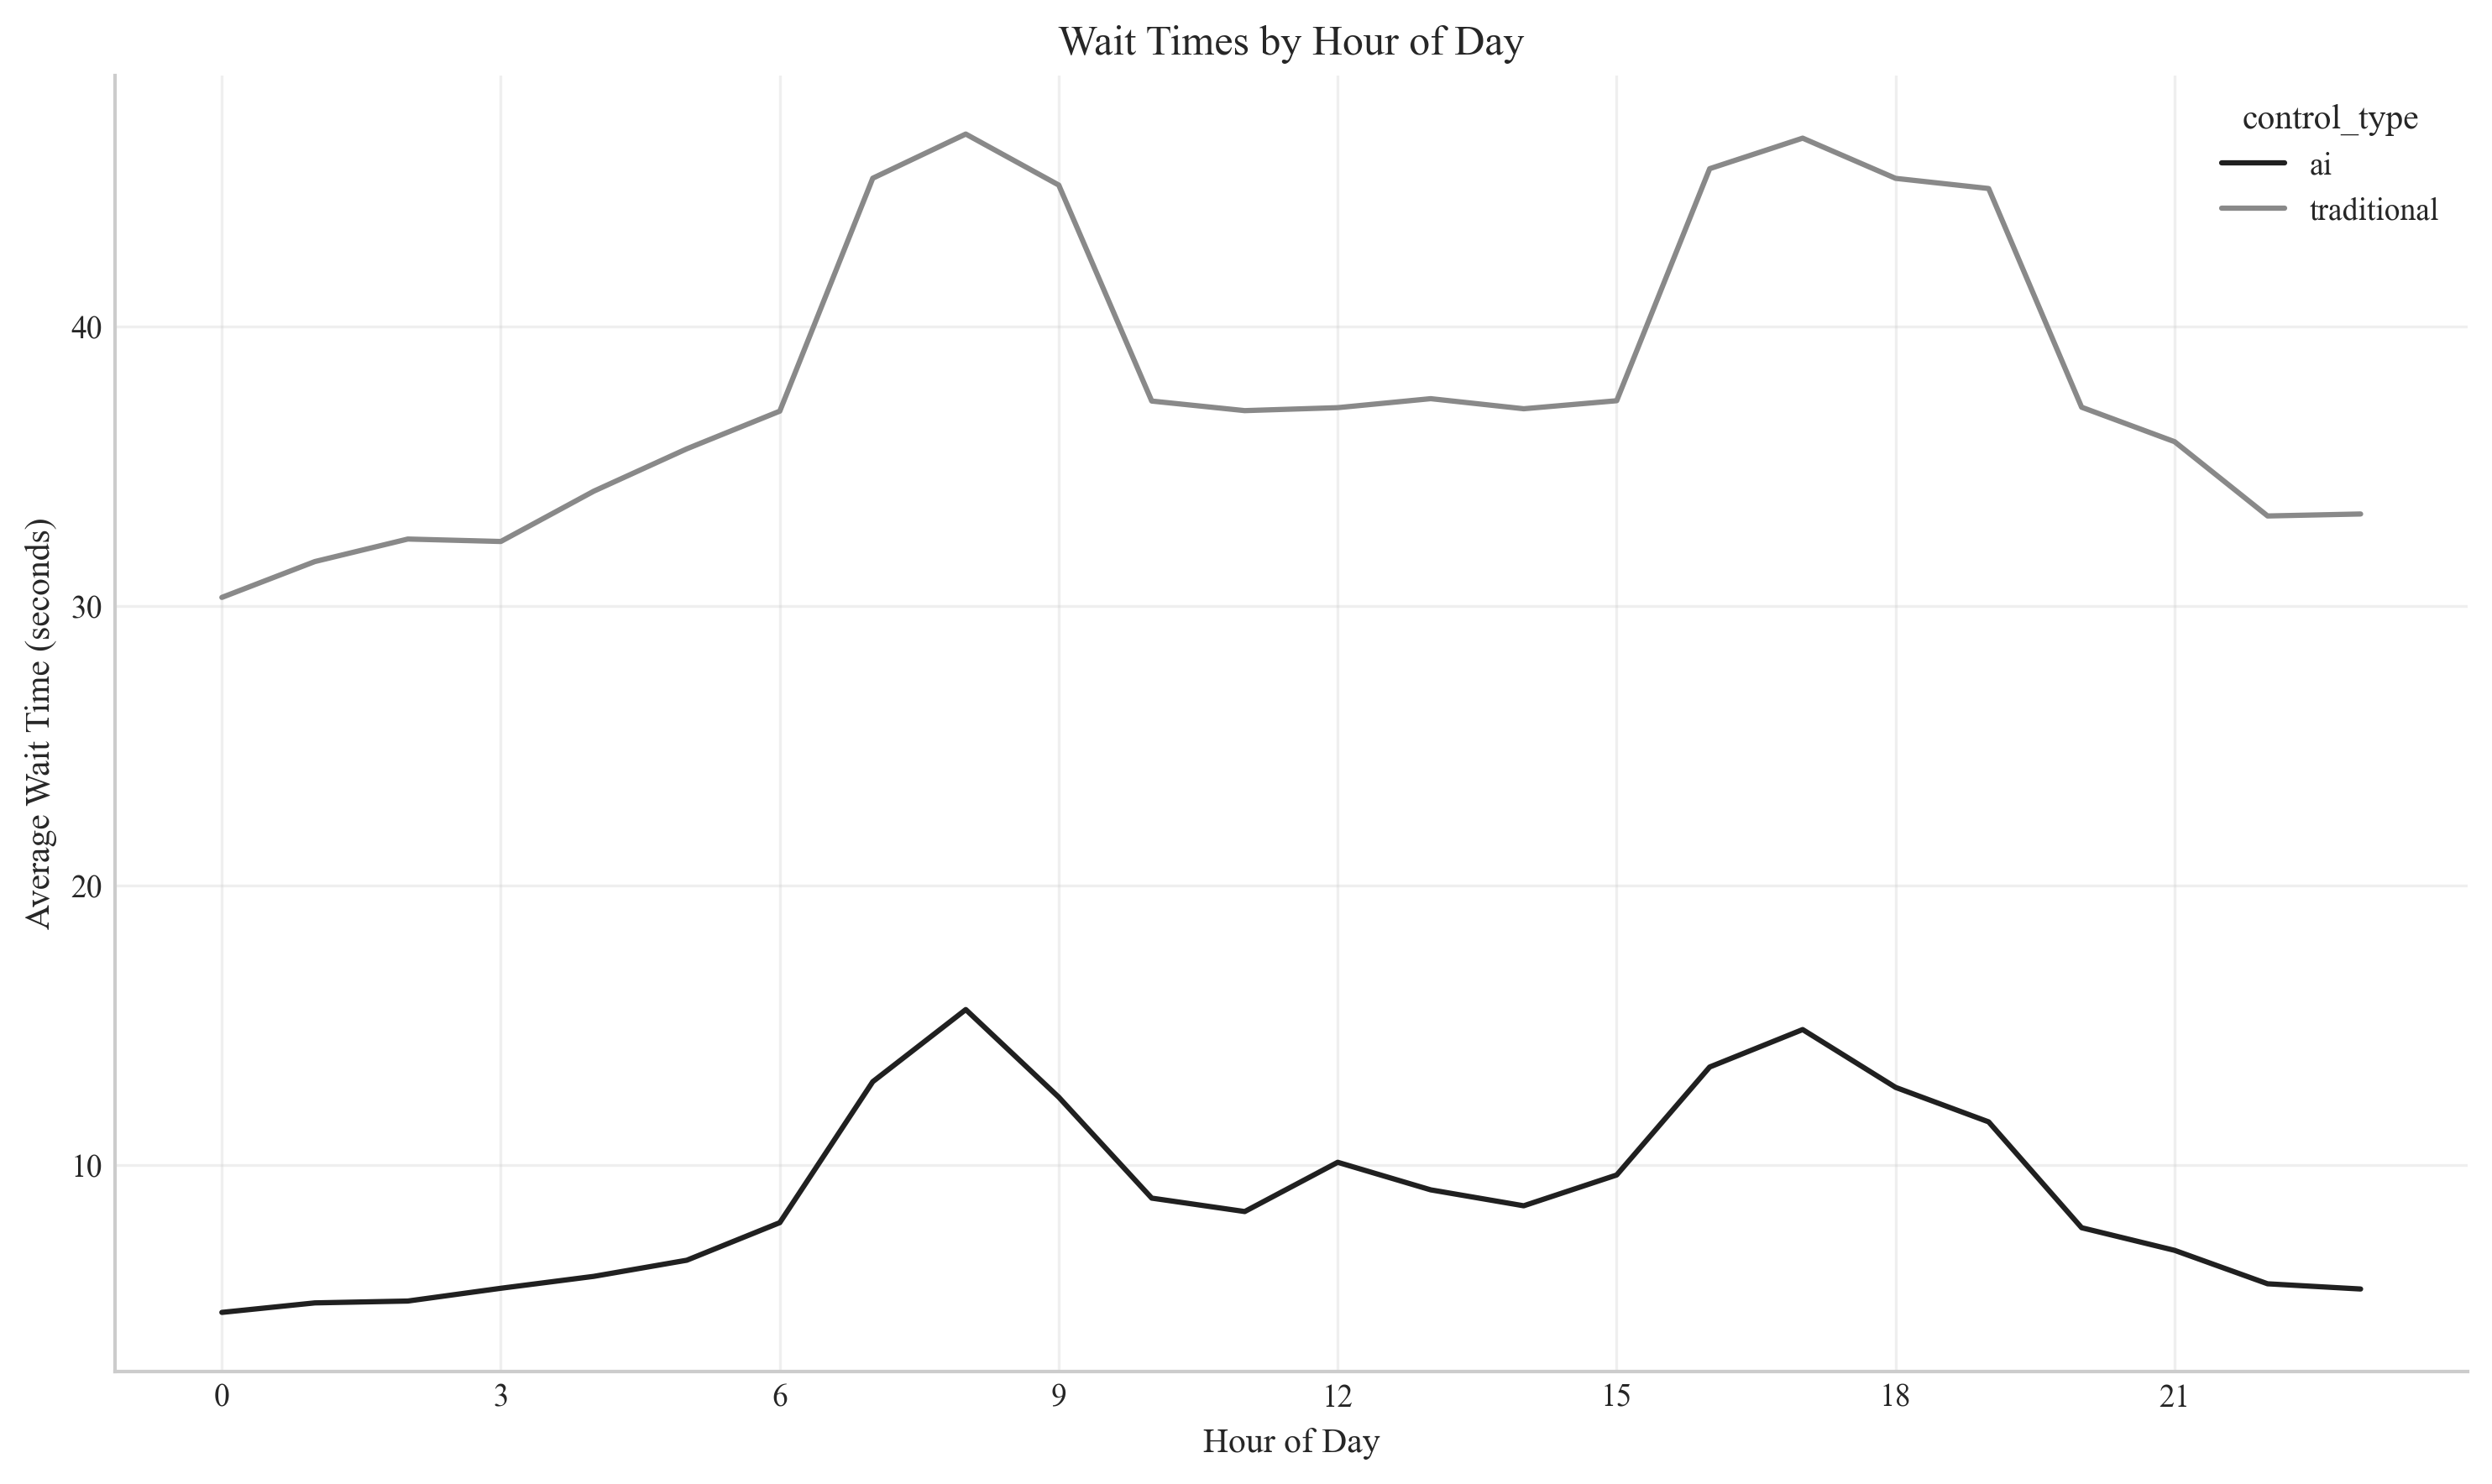 Wait Times by Hour of Day
control_type
ai
traditional
Average Wait Time (seconds)
40
30
20
10
0 3 6 9 12 15 18 21
Hour of Day